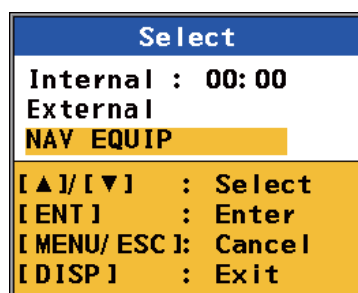 Select
Internal : 00:00
External
NAV EQUIP
[▲]/[▼] : Select
[ENT] : Enter
[MENU/ESC]: Cancel
[DISP] : Exit